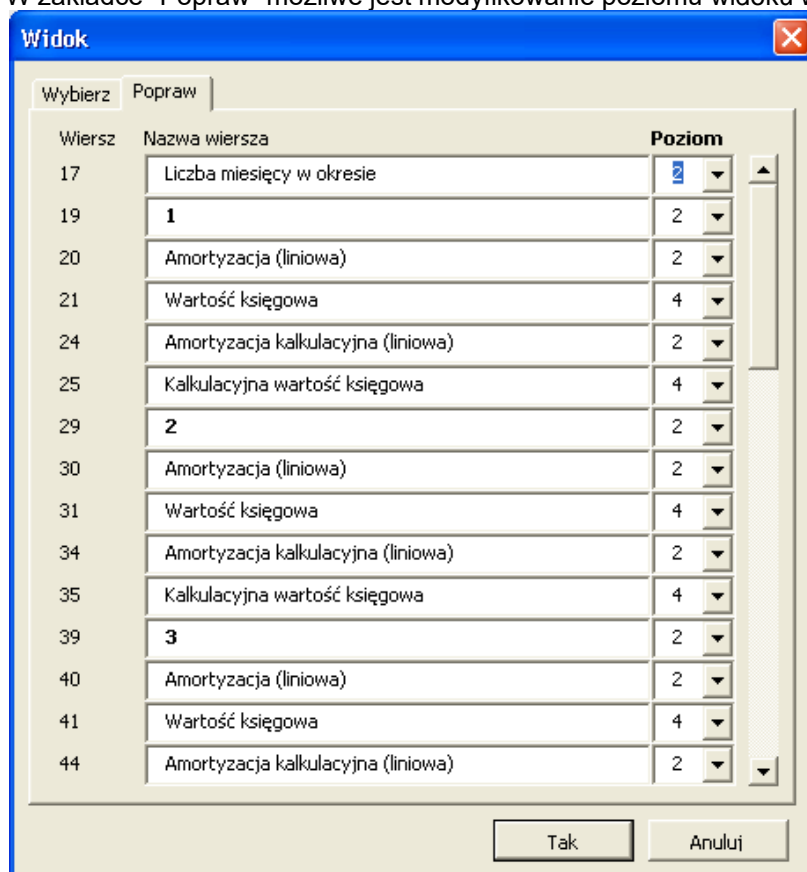 W zakładce "Popraw" możliwe jest modyfikowanie poziomu widoku
Widok
Wybierz Popraw
Wiersz Nazwa wiersza Poziom
17 Liczba miesięcy w okresie 2
19 1 2
20 Amortyzacja (liniowa) 2
21 Wartość księgowa 4
24 Amortyzacja kalkulacyjna (liniowa) 2
25 Kalkulacyjna wartość księgowa 4
29 2 2
30 Amortyzacja (liniowa) 2
31 Wartość księgowa 4
34 Amortyzacja kalkulacyjna (liniowa) 2
35 Kalkulacyjna wartość księgowa 4
39 3 2
40 Amortyzacja (liniowa) 2
41 Wartość księgowa 4
44 Amortyzacja kalkulacyjna (liniowa) 2
Tak Anuluj